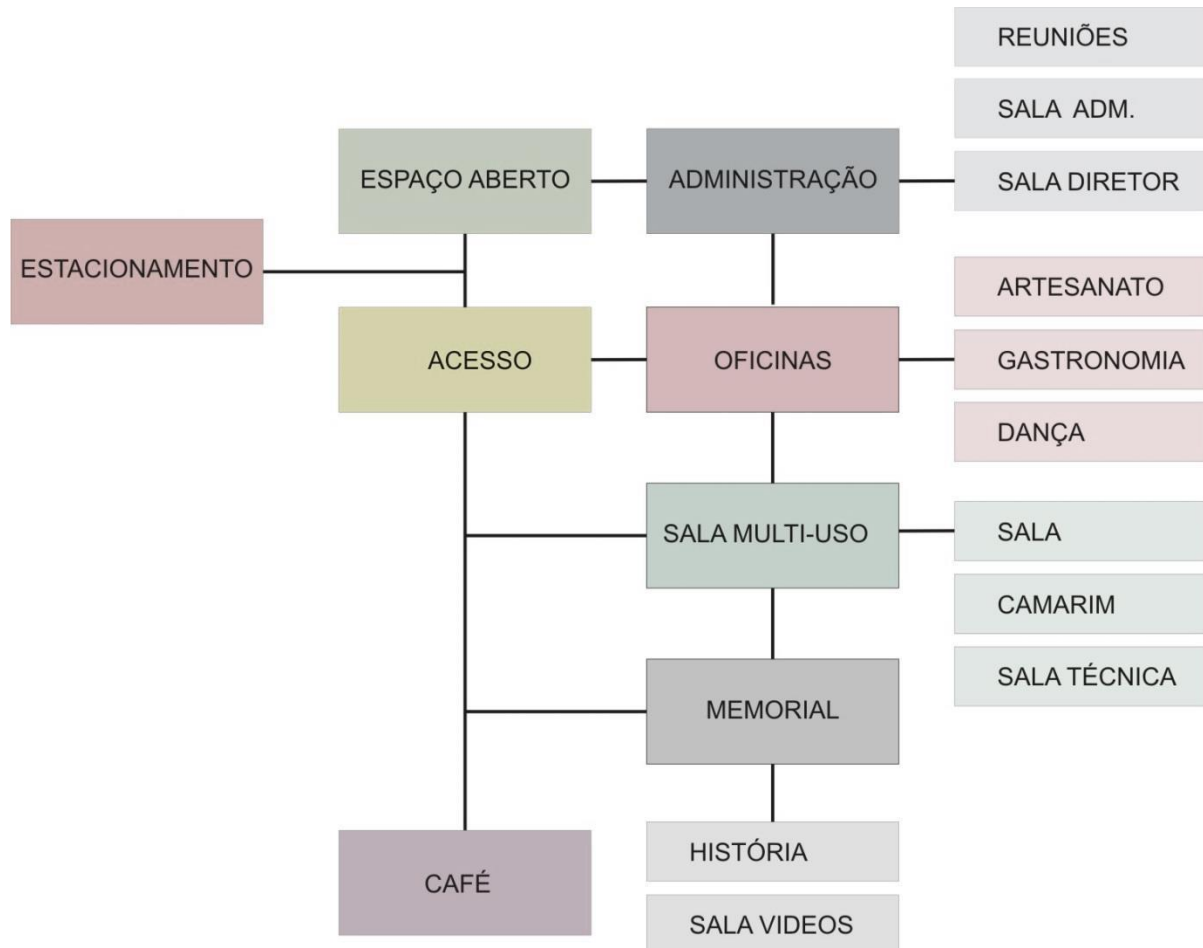 REUNIÕES
SALA ADM.
ESPAÇO ABERTO
ADMINISTRAÇÃO
SALA DIRETOR
ESTACIONAMENTO
ARTESANATO
ACESSO
OFICINAS
GASTRONOMIA
DANÇA
SALA MULTI-USO
SALA
CAMARIM
SALA TÉCNICA
MEMORIAL
HISTÓRIA
CAFÉ
SALA VIDEOS